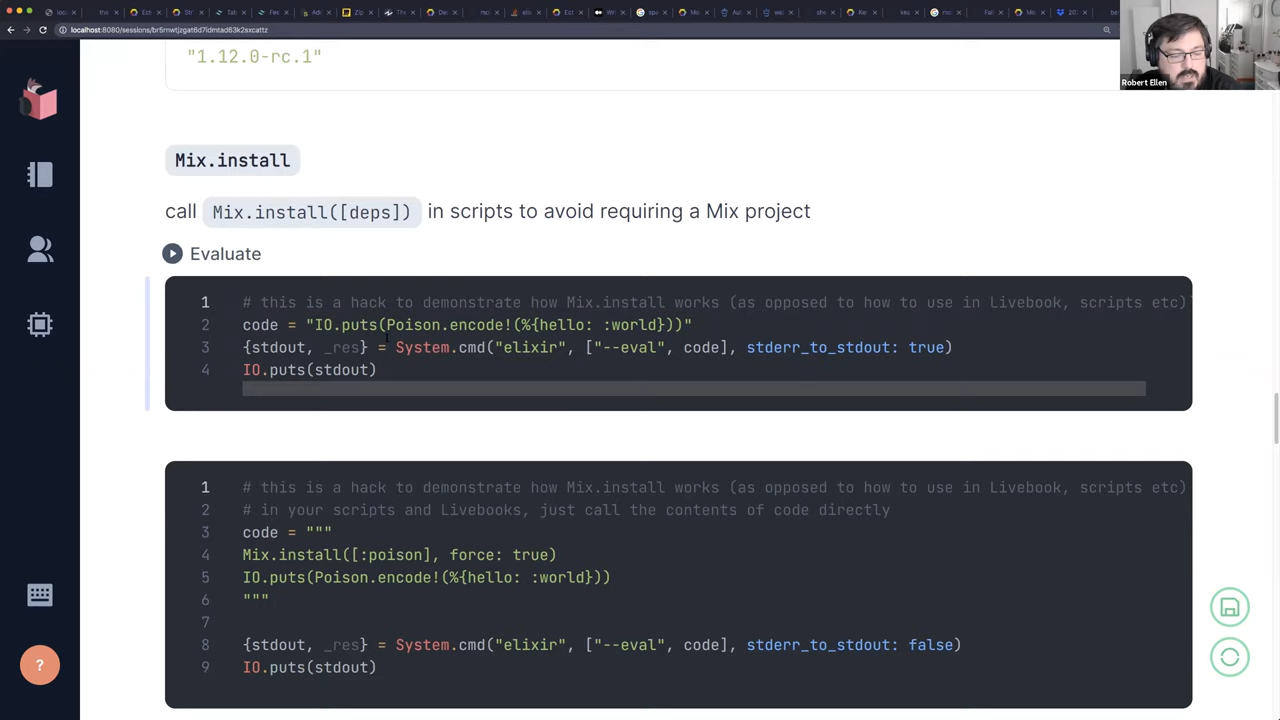 localhost:8080/sessions/br5rnwtjzgat6d7idmtad63k2sxcattz
Robert Ellen
"1.12.0-rc.1"
Mix.install
call Mix.install([deps]) in scripts to avoid requiring a Mix project
Evaluate
1 # this is a hack to demonstrate how Mix.install works (as opposed to how to use in Livebook, scripts etc)
2 code = "IO.puts(Poison.encode!(%{hello: :world}))"
3 {stdout, _res} = System.cmd("elixir", ["--eval", code], stderr_to_stdout: true)
4 IO.puts(stdout)
1 # this is a hack to demonstrate how Mix.install works (as opposed to how to use in Livebook, scripts etc)
2 # in your scripts and Livebooks, just call the contents of code directly
3 code = """
4 Mix.install([:poison], force: true)
5 IO.puts(Poison.encode!(%{hello: :world}))
6 """
7
8 {stdout, _res} = System.cmd("elixir", ["--eval", code], stderr_to_stdout: false)
9 IO.puts(stdout)
?